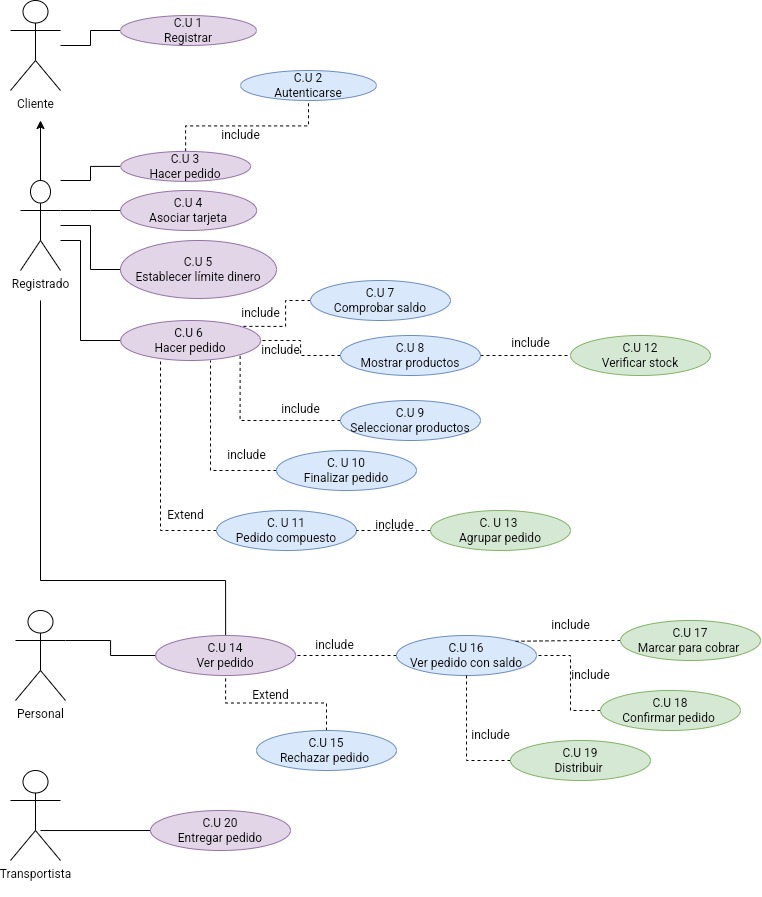 C.U 1
Registrar
Cliente
C.U 2
Autenticarse
include
C.U 3
Hacer pedido
C.U 4
Asociar tarjeta
C.U 5
Establecer límite dinero
Registrado
C.U 7
Comprobar saldo
include
C.U 6
Hacer pedido
include
C.U 8
Mostrar productos
include
C.U 12
Verificar stock
include
C.U 9
Seleccionar productos
include
C. U 10
Finalizar pedido
Extend
C. U 11
Pedido compuesto
include
C. U 13
Agrupar pedido
Personal
C.U 14
Ver pedido
include
C.U 16
Ver pedido con saldo
include
C.U 17
Marcar para cobrar
include
C.U 18
Confirmar pedido
Extend
C.U 15
Rechazar pedido
include
C.U 19
Distribuir
C.U 20
Entregar pedido
Transportista